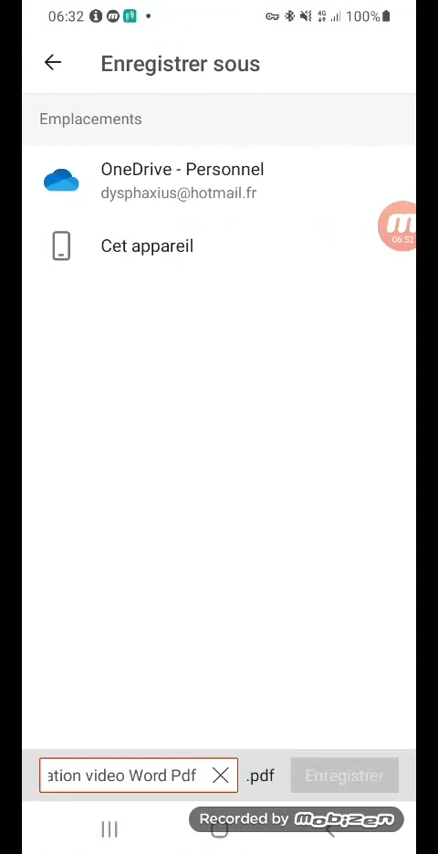 06:32
100%
Enregistrer sous
Emplacements
OneDrive - Personnel
dysphaxius@hotmail.fr
Cet appareil
06:52
ation video Word Pdf
.pdf
Enregistrer
Recorded by mobizen